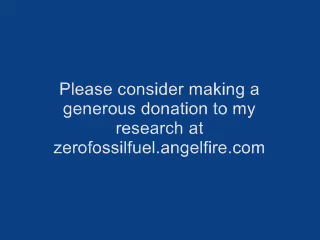 Please consider making a
generous donation to my
research at
zerofossilfuel.angelfire.com